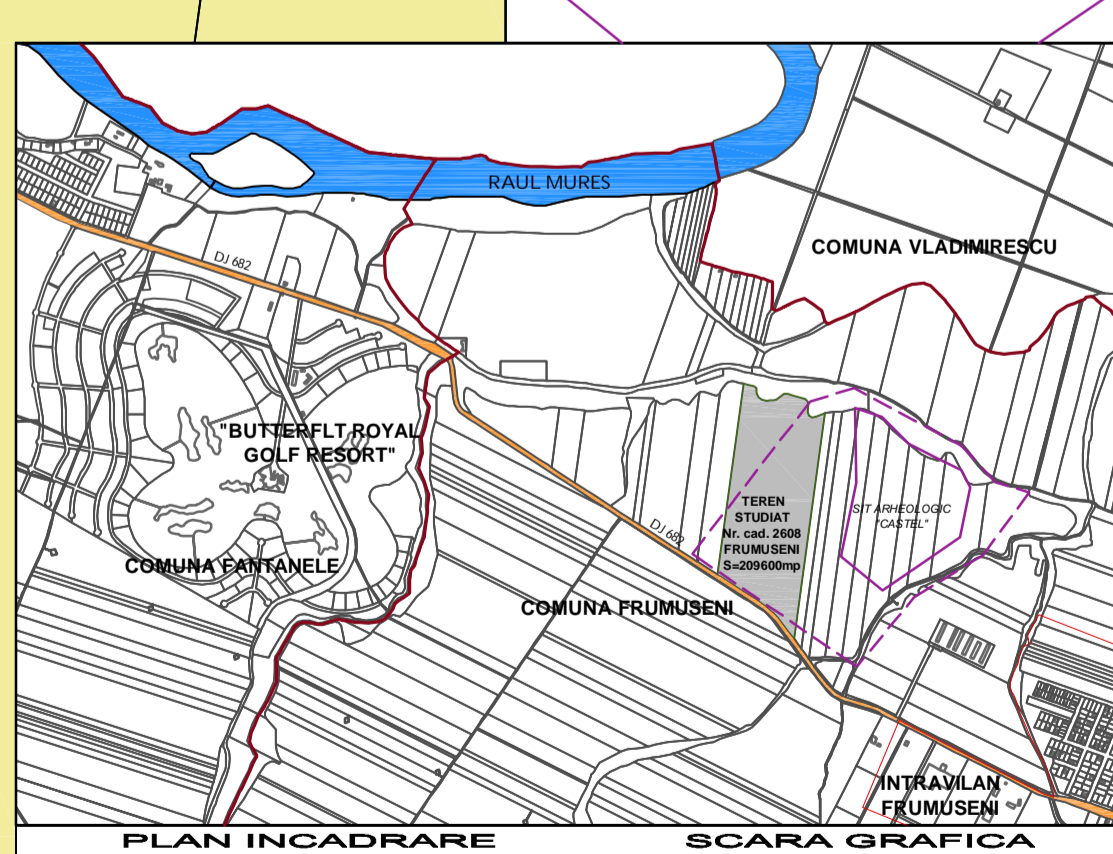 RAUL MURES
COMUNA VLADIMIRESCU
DJ 682
"BUTTERFLT ROYAL
GOLF RESORT"
TEREN
STUDIAT
Nr. cad. 2608
FRUMUSENI
S=209600mp
SIT ARHEOLOGIC
"CASTEL"
DJ 682
COMUNA FANTANELE
COMUNA FRUMUSENI
INTRAVILAN
FRUMUSENI
PLAN INCADRARE
SCARA GRAFICA